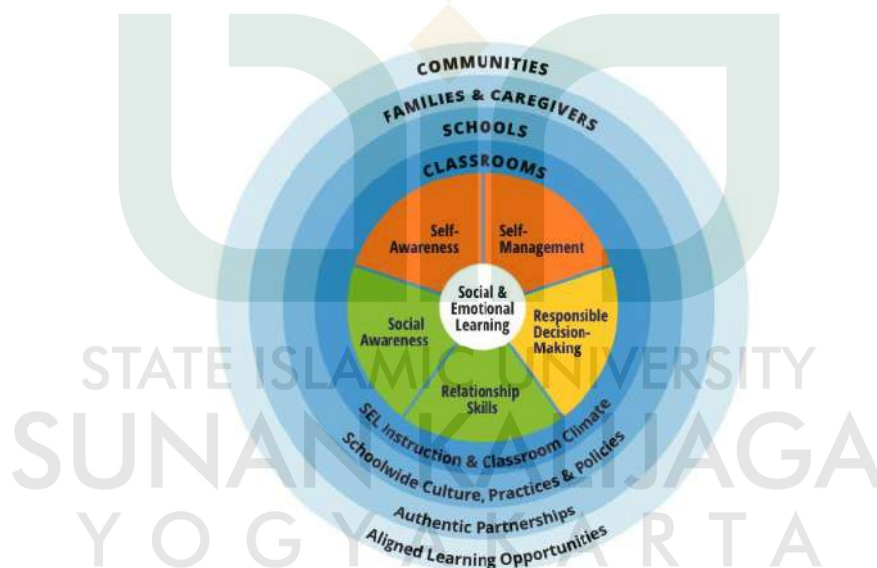 COMMUNITIES
FAMILIES & CAREGIVERS
SCHOOLS
CLASSROOMS
Self-
Awareness
Self-
Management
Social &
Emotional
Learning
Social
Awareness
Responsible
Decision-
Making
Relationship
Skills
SEL Instruction & Classroom Climate
Schoolwide Culture, Practices & Policies
Authentic Partnerships
Aligned Learning Opportunities
STATE ISLAMIC UNIVERSITY
SUNAN KALIJAGA
YOGYAKARTA